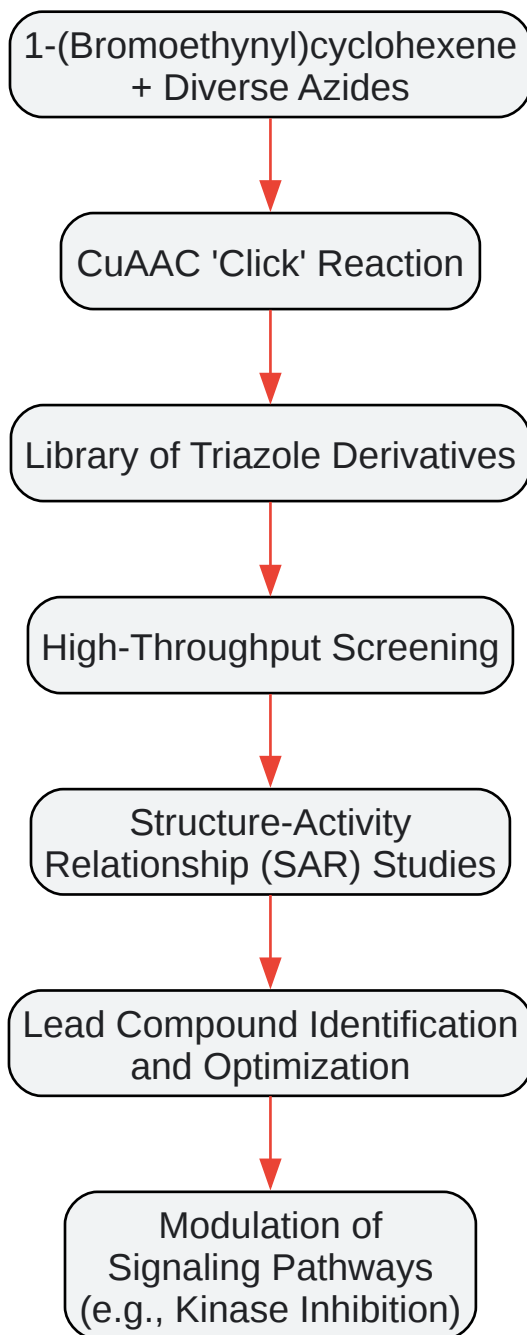 1-(Bromoethynyl)cyclohexene
+ Diverse Azides
CuAAC 'Click' Reaction
Library of Triazole Derivatives
High-Throughput Screening
Structure-Activity
Relationship (SAR) Studies
Lead Compound Identification
and Optimization
Modulation of
Signaling Pathways
(e.g., Kinase Inhibition)